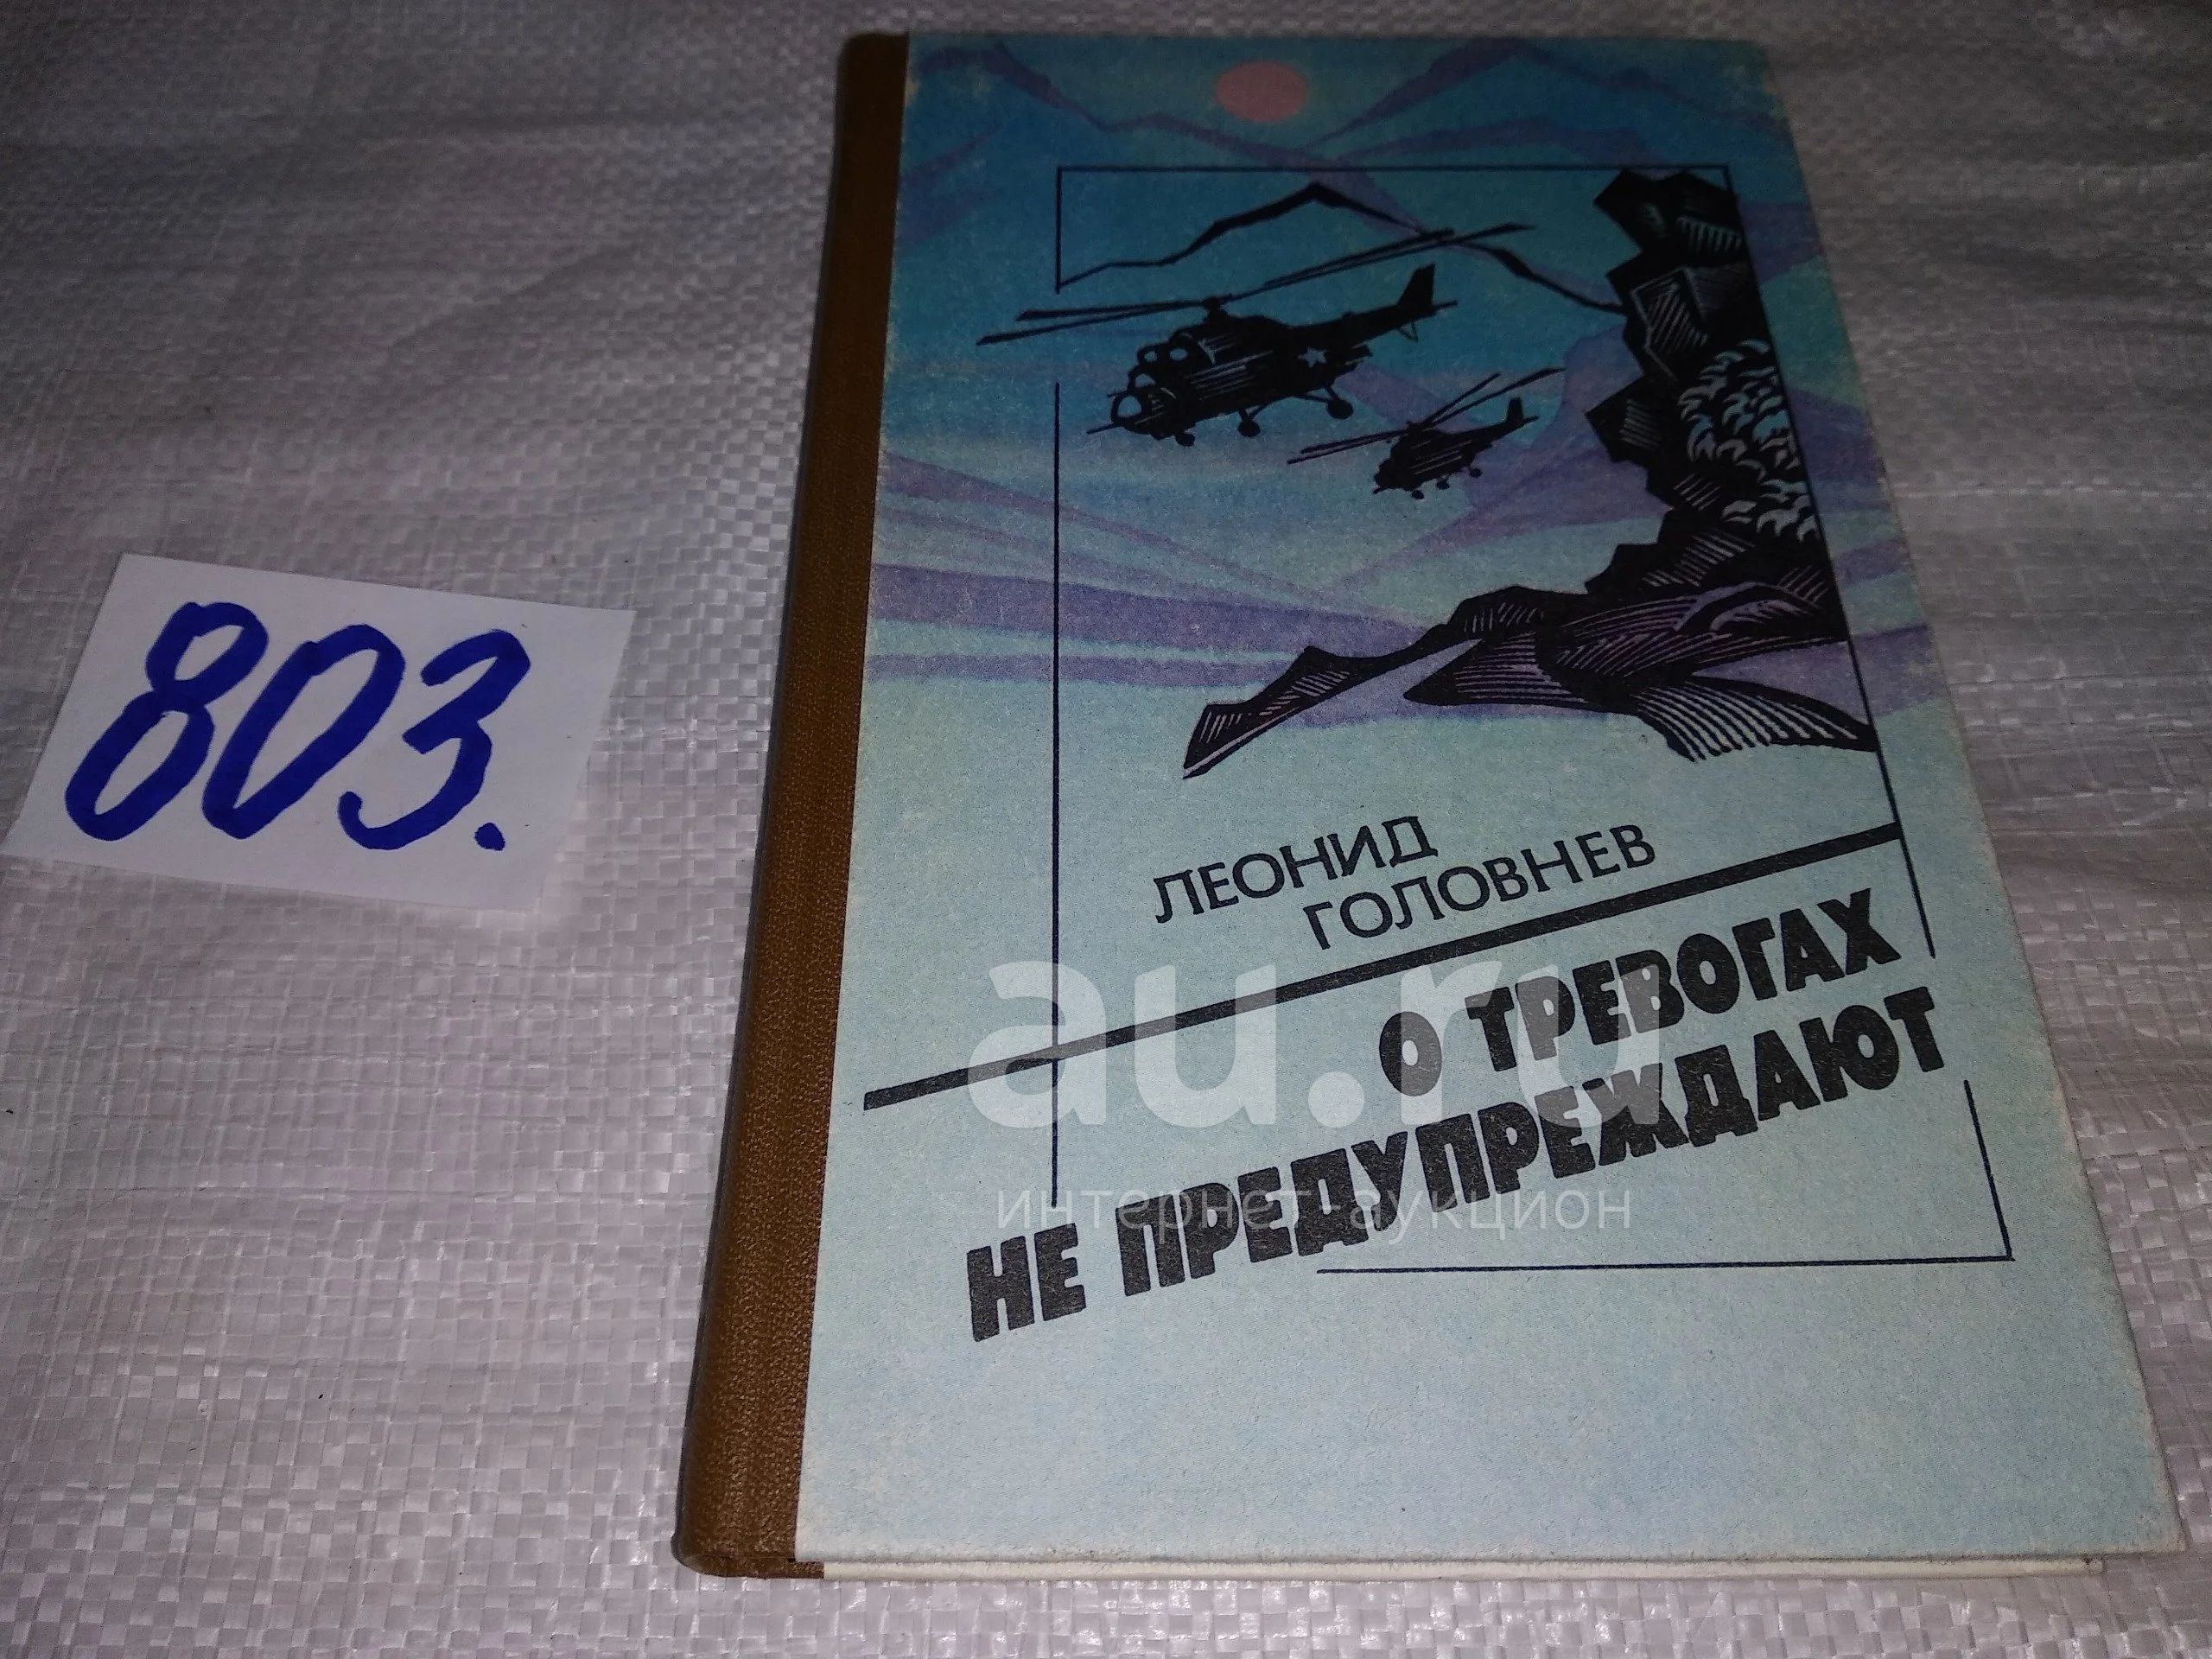 803.
ЛЕОНИД
ГОЛОВНЕВ
О ТРЕВОГАХ
НЕ ПРЕДУПРЕЖДАЮТ
au.ru
интернет-аукцион